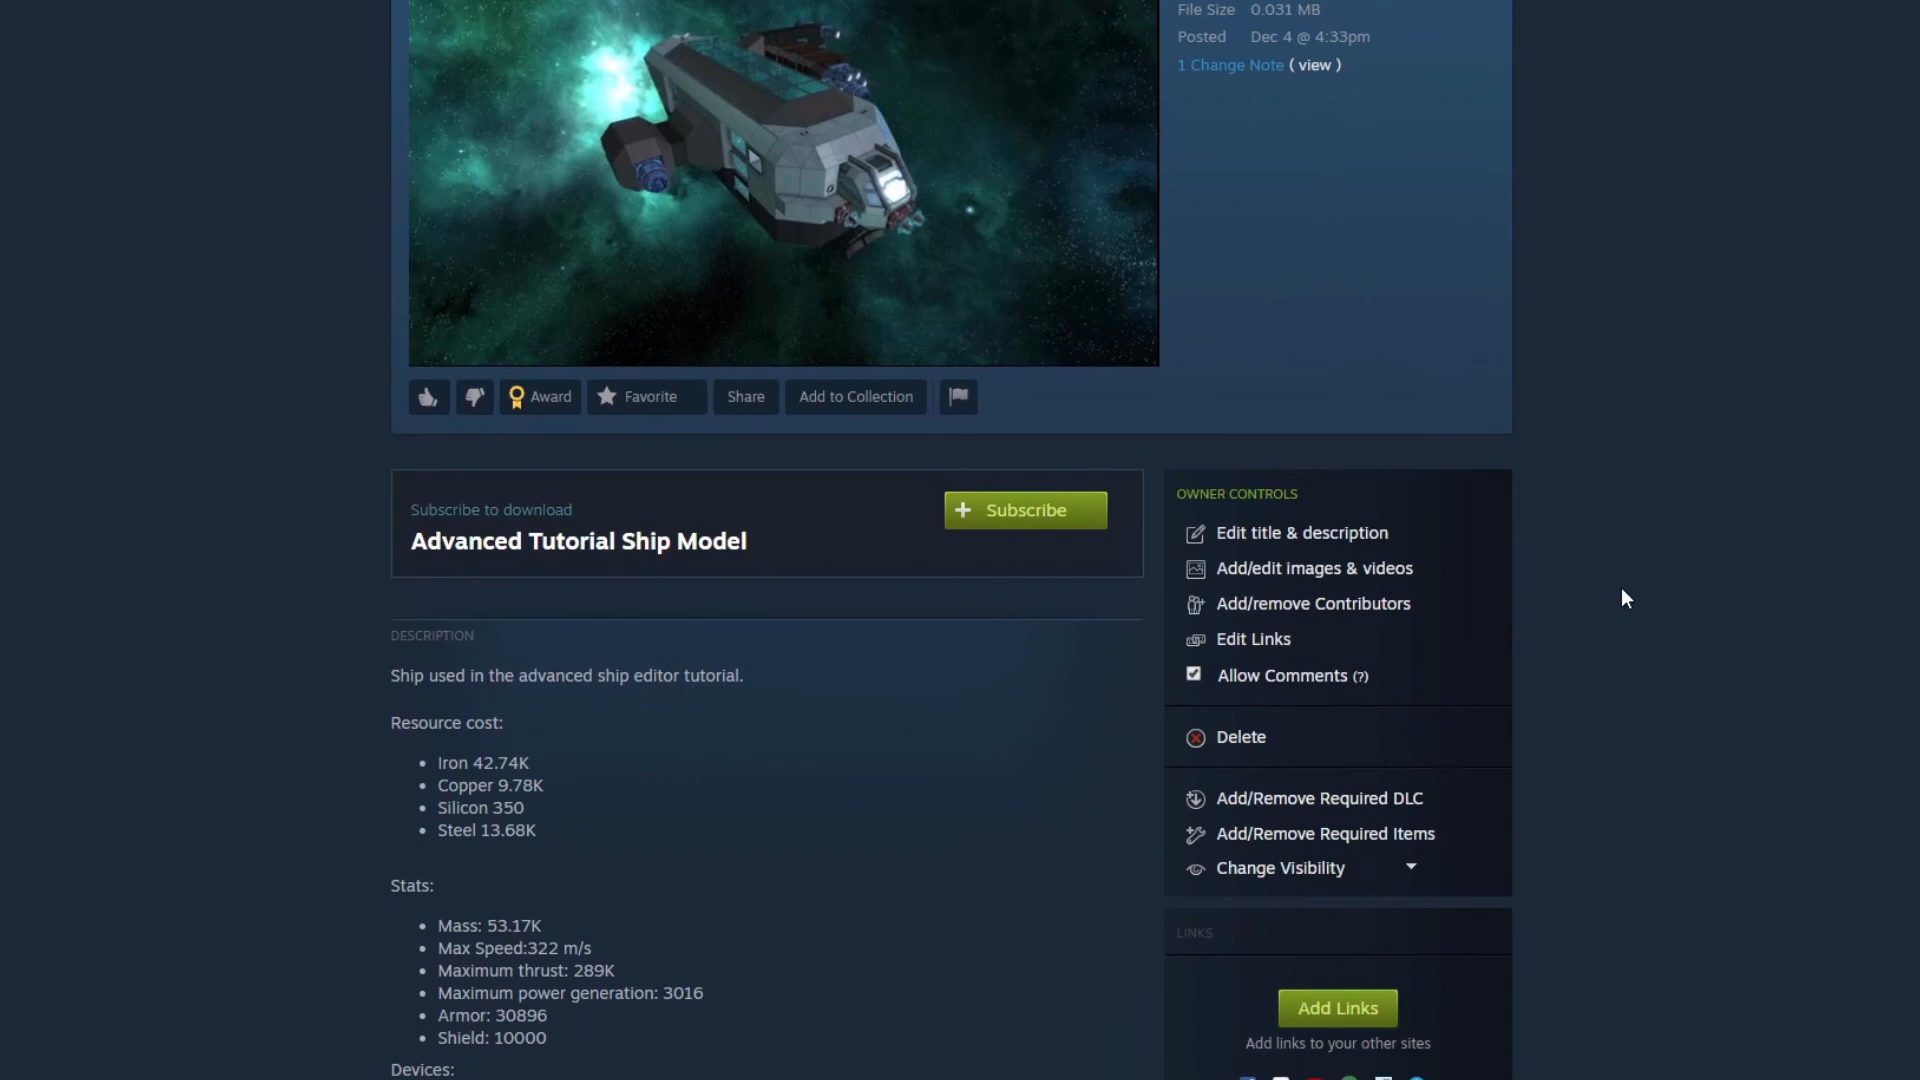 File Size 0.031 MB
Posted Dec 4 @ 4:33pm
1 Change Note ( view )
Award
Favorite
Share
Add to Collection
Subscribe to download
Advanced Tutorial Ship Model
Subscribe
DESCRIPTION
Ship used in the advanced ship editor tutorial.
Resource cost:
Iron 42.74K
Copper 9.78K
Silicon 350
Steel 13.68K
Stats:
Mass: 53.17K
Max Speed:322 m/s
Maximum thrust: 289K
Maximum power generation: 3016
Armor: 30896
Shield: 10000
Devices:
OWNER CONTROLS
Edit title & description
Add/edit images & videos
Add/remove Contributors
Edit Links
Allow Comments (?)
Delete
Add/Remove Required DLC
Add/Remove Required Items
Change Visibility
LINKS
Add Links
Add links to your other sites